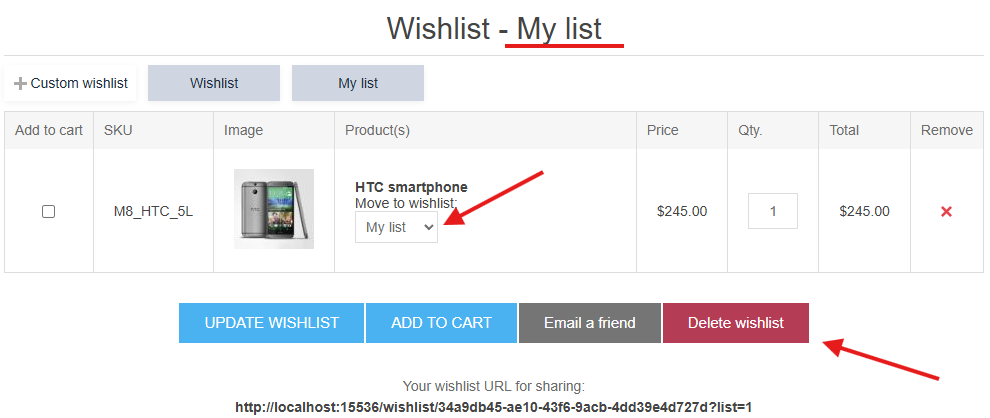 Wishlist - My list
Custom wishlist Wishlist My list
Add to cart SKU Image Product(s) Price Qty. Total Remove
HTC smartphone
Move to wishlist:
M8_HTC_5L My list $245.00 1 $245.00
UPDATE WISHLIST ADD TO CART Email a friend Delete wishlist
Your wishlist URL for sharing:
http://localhost:15536/wishlist/34a9db45-ae10-43f6-9acb-4dd39e4d727d?list=1